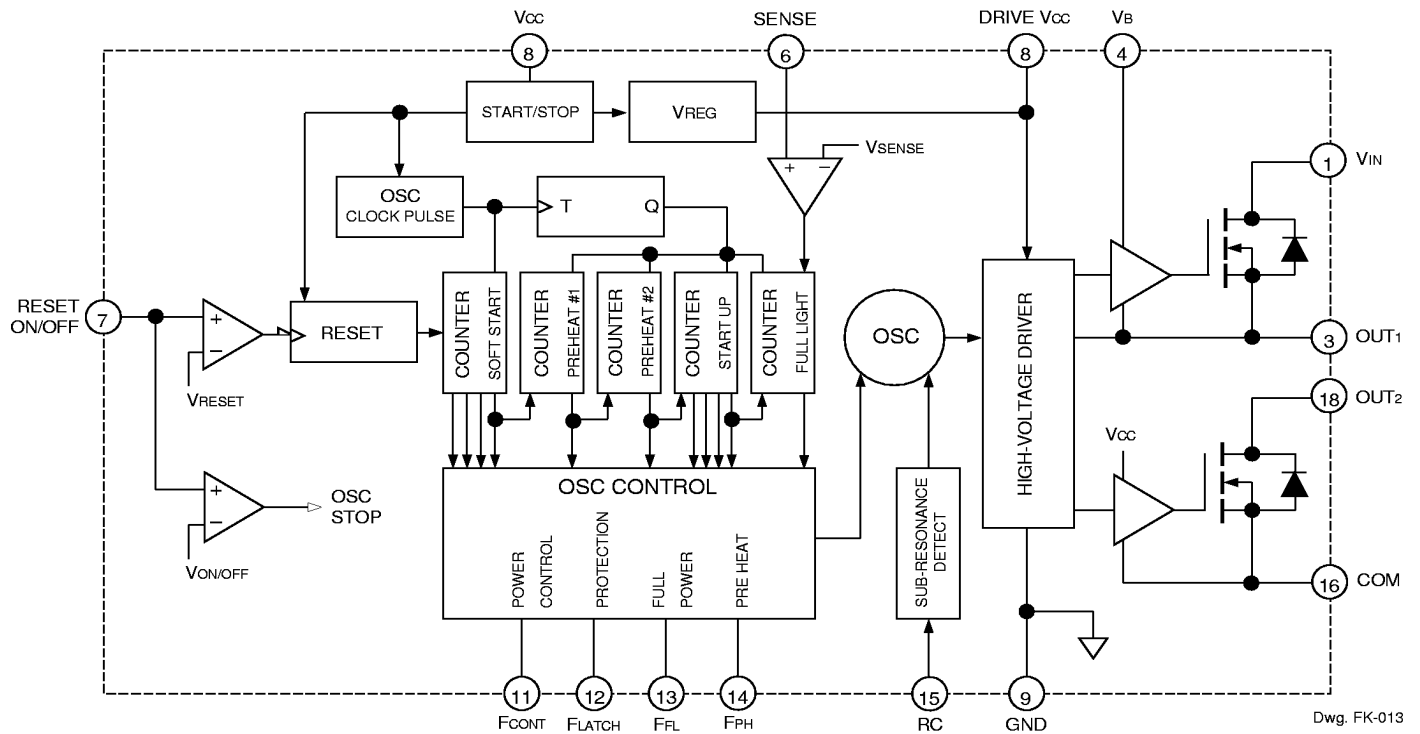 VCC
SENSE
DRIVE VCC
VB
8
6
8
4
START/STOP
VREG
VSENSE
+ −
1
VIN
OSC
CLOCK PULSE
T Q
RESET
ON/OFF
7
+
−
VRESET
RESET
COUNTER
SOFT START
COUNTER
PREHEAT #1
COUNTER
PREHEAT #2
COUNTER
START UP
COUNTER
FULL LIGHT
OSC
HIGH-VOLTAGE DRIVER
3
OUT1
18
OUT2
VCC
+
−
OSC
STOP
VON/OFF
OSC CONTROL
POWER
CONTROL
PROTECTION
FULL
POWER
PRE HEAT
SUB-RESONANCE
DETECT
16
COM
11
12
13
14
15
9
FCONT
FLATCH
FFL
FPH
RC
GND
Dwg. FK-013